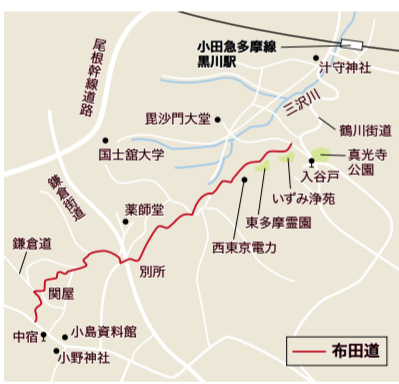 小田急多摩線
黒川駅
汁守神社
尾根幹線道路
三沢川
毘沙門大堂
鶴川街道
国士舘大学
真光寺
公園
入谷戸
鎌倉街道
いずみ浄苑
薬師堂
東多摩霊園
西東京電力
鎌倉道
別所
関屋
中宿
小島資料館
小野神社
布田道